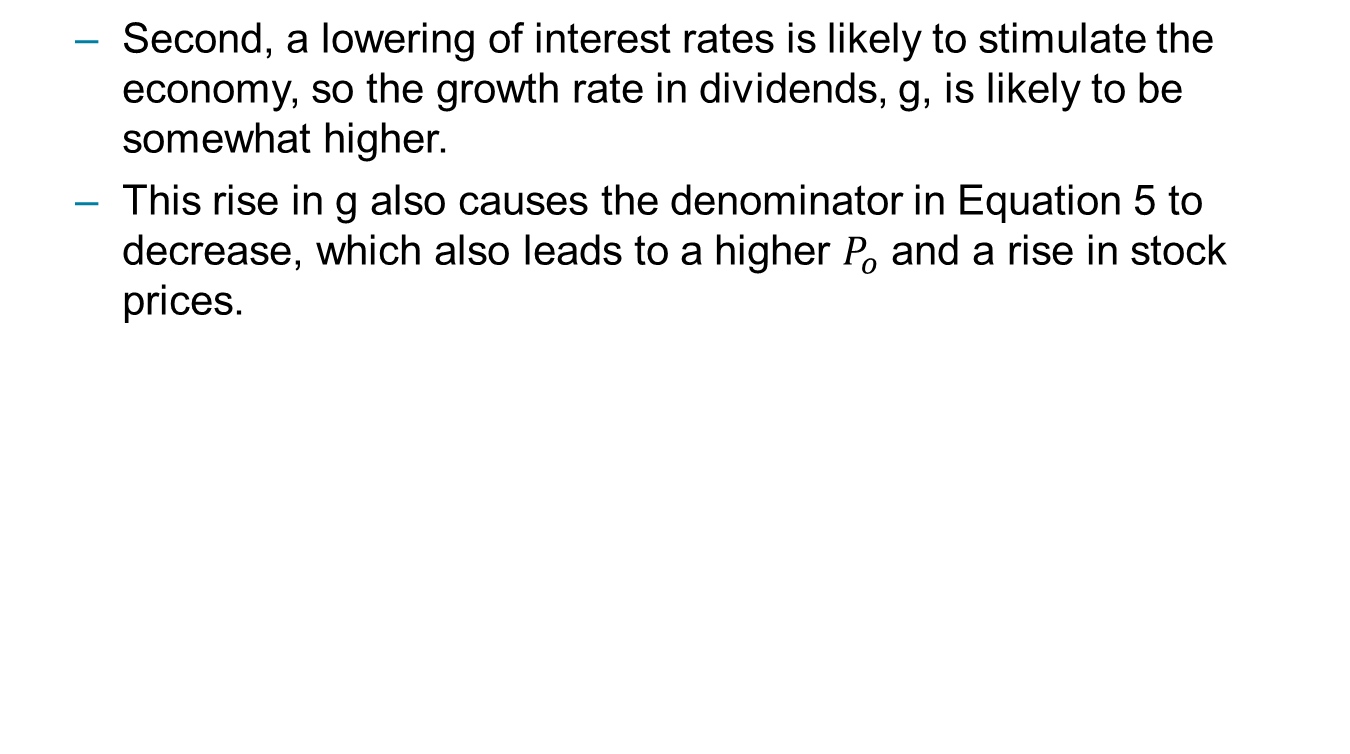 – Second, a lowering of interest rates is likely to stimulate the
economy, so the growth rate in dividends, g, is likely to be
somewhat higher.
– This rise in g also causes the denominator in Equation 5 to
decrease, which also leads to a higher Pₒ and a rise in stock
prices.